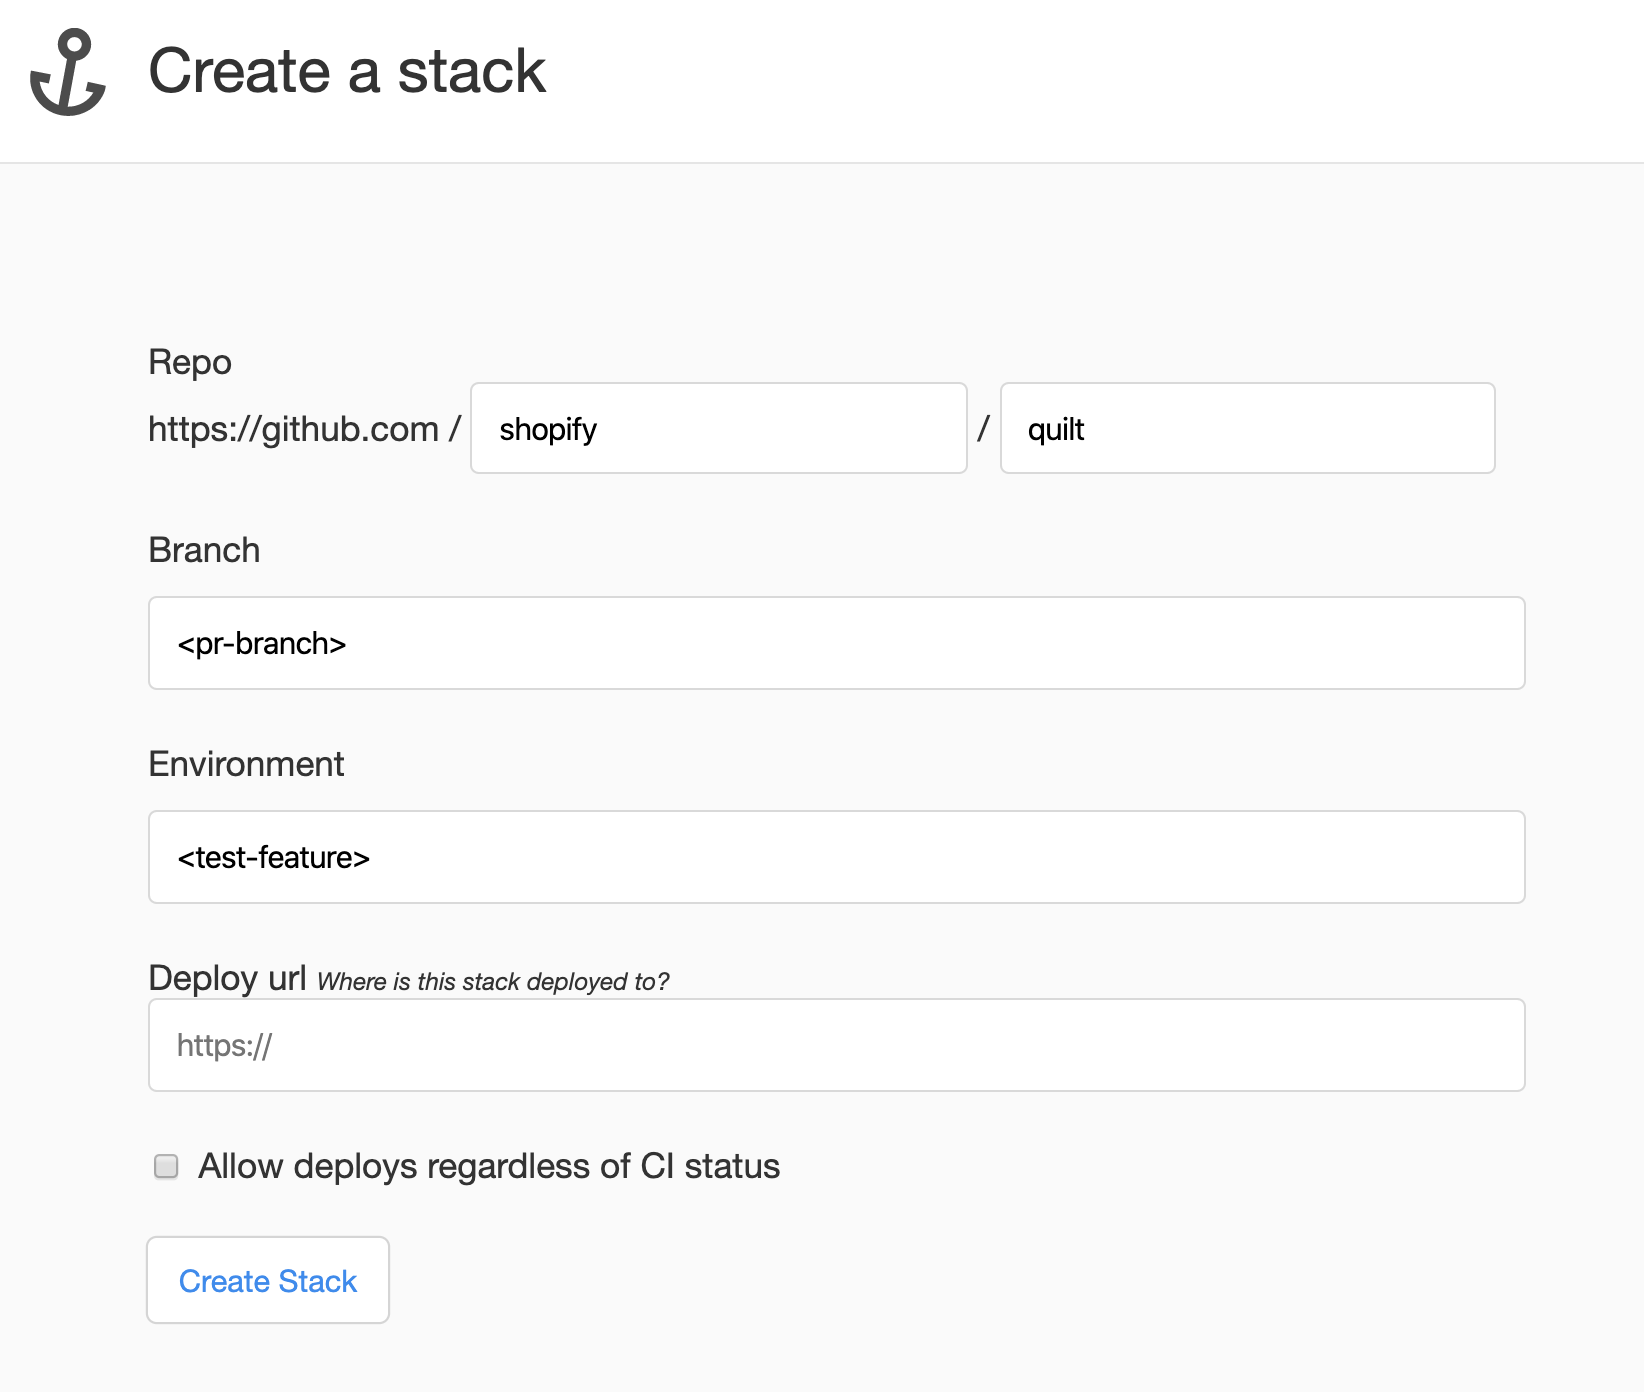 Create a stack
Repo
https://github.com / shopify / quilt
Branch
<pr-branch>
Environment
<test-feature>
Deploy url Where is this stack deployed to?
https://
Allow deploys regardless of CI status
Create Stack